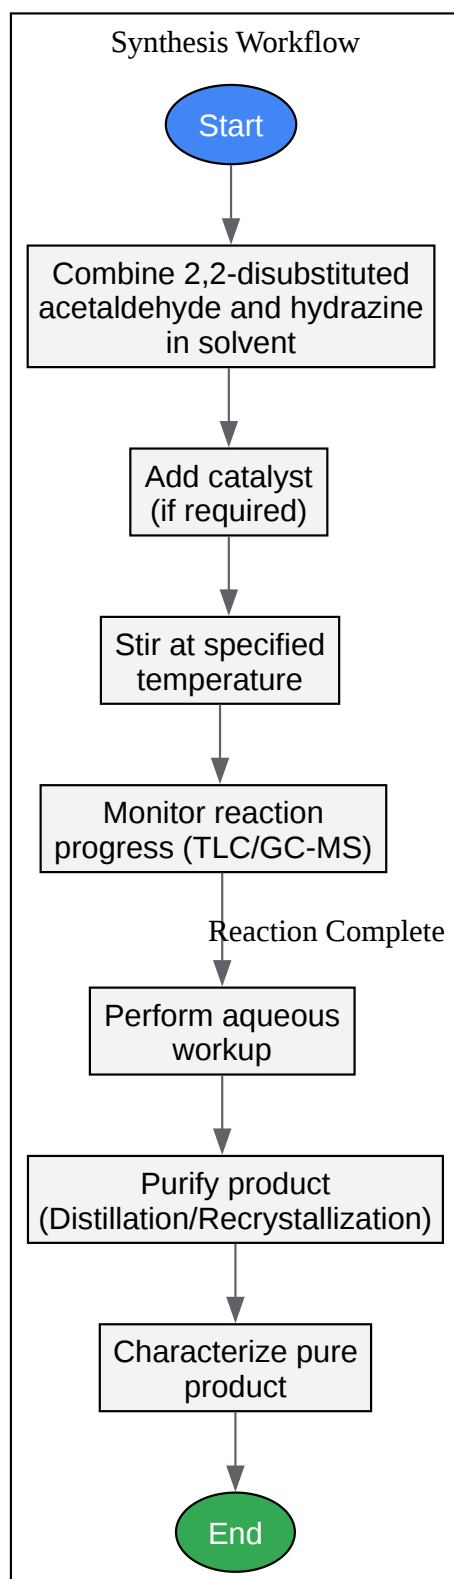 Synthesis Workflow
Start
Combine 2,2-disubstituted
acetaldehyde and hydrazine
in solvent
Add catalyst
(if required)
Stir at specified
temperature
Monitor reaction
progress (TLC/GC-MS)
Reaction Complete
Perform aqueous
workup
Purify product
(Distillation/Recrystallization)
Characterize pure
product
End